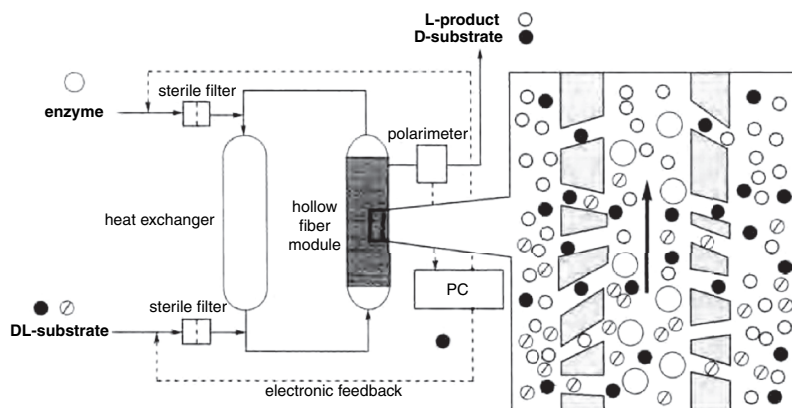 L-product
D-substrate
sterile filter
enzyme
polarimeter
heat exchanger
hollow
fiber
module
PC
sterile filter
DL-substrate
electronic feedback